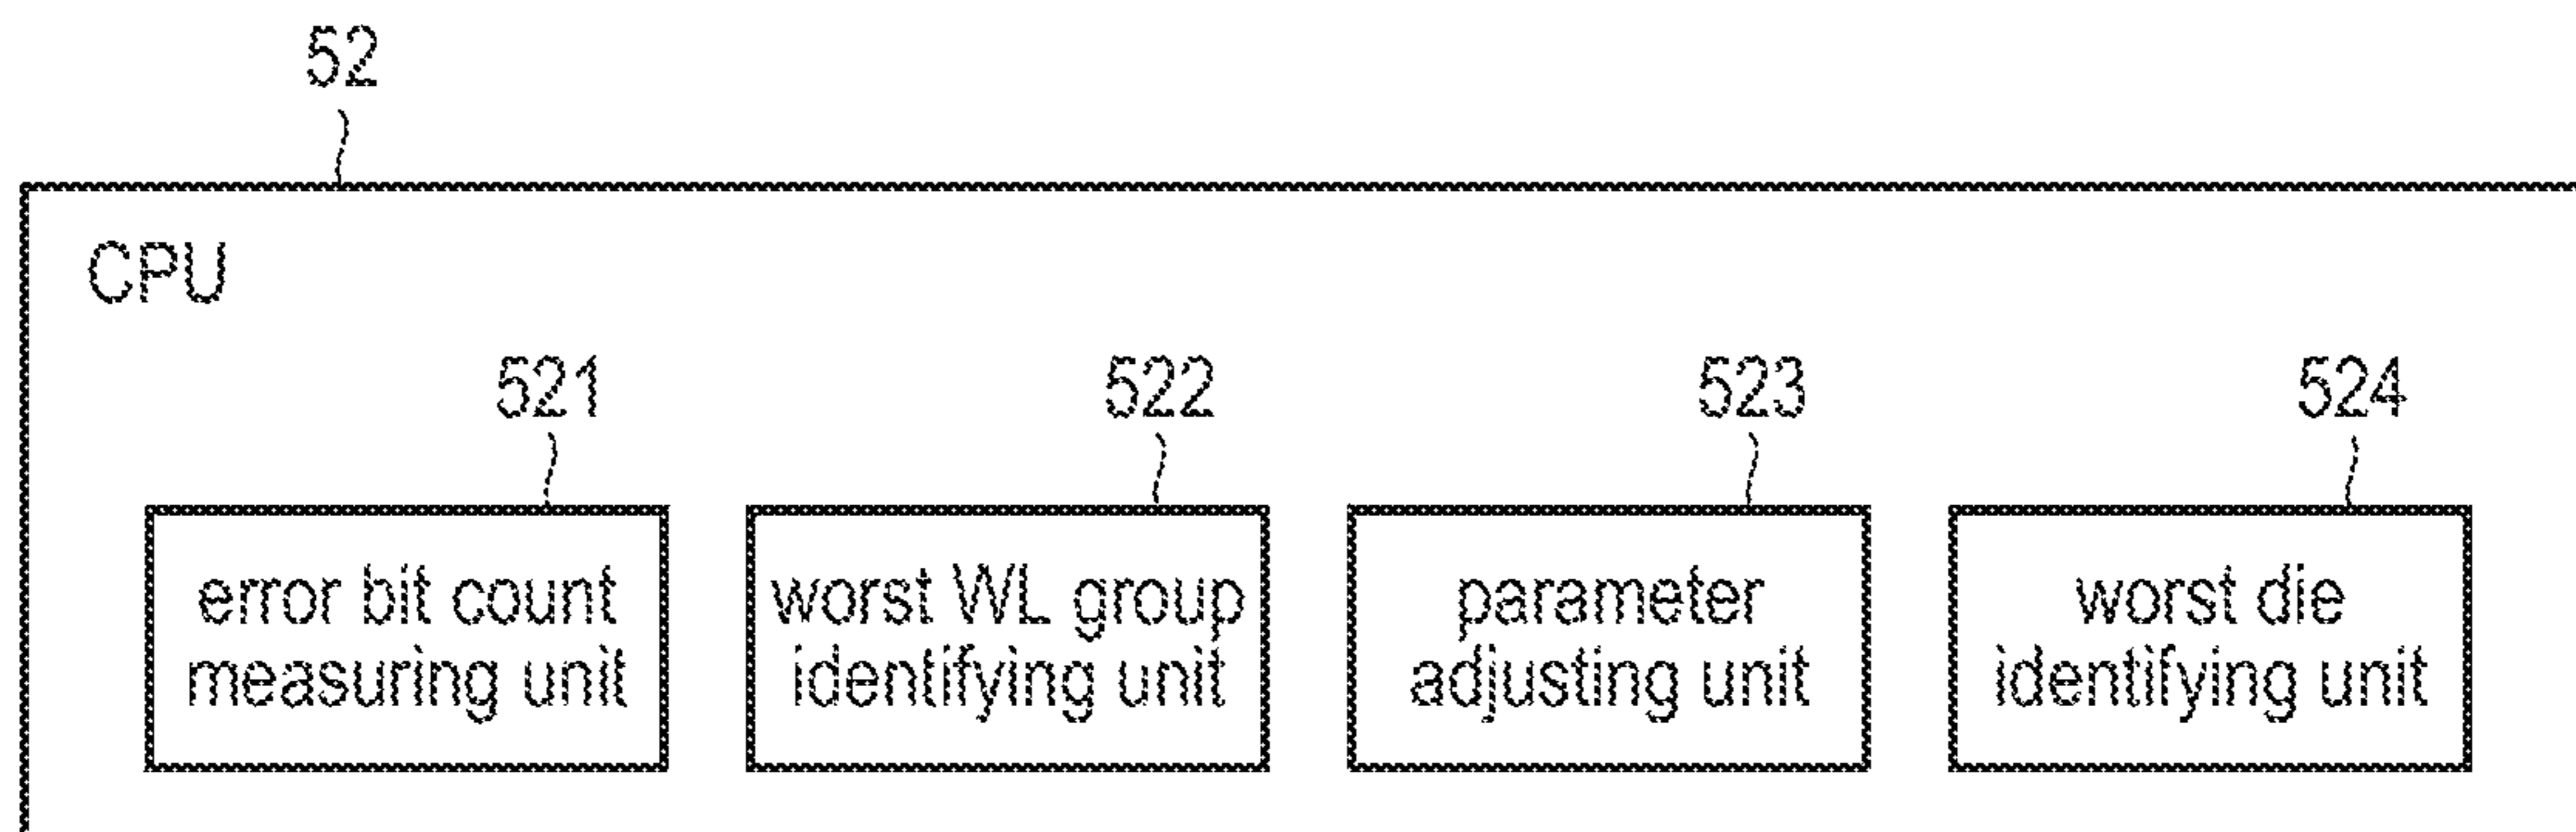 52
CPU
521 522 523 524
error bit count
measuring unit
worst WL group
identifying unit
parameter
adjusting unit
worst die
identifying unit